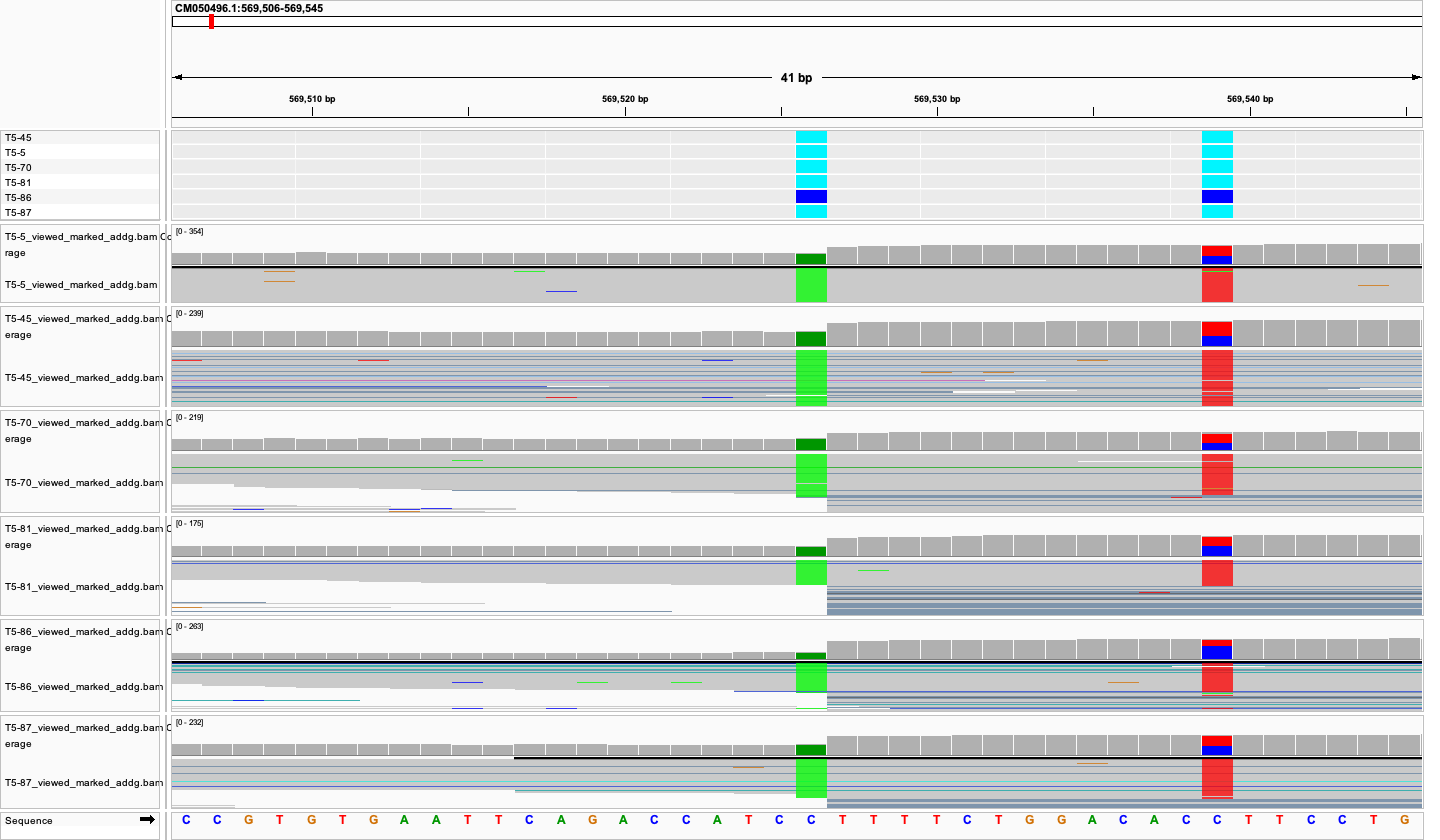 CM050496.1:569,506-569,545
41 bp
569,510 bp 569,520 bp 569,530 bp 569,540 bp
T5-45
T5-5
T5-70
T5-81
T5-86
T5-87
T5-5_viewed_marked_addg.bam Co
rage
[0 - 354]
T5-5_viewed_marked_addg.bam
T5-45_viewed_marked_addg.bam C
erage
[0 - 239]
T5-45_viewed_marked_addg.bam
T5-70_viewed_marked_addg.bam C
erage
[0 - 219]
T5-70_viewed_marked_addg.bam
T5-81_viewed_marked_addg.bam C
erage
[0 - 175]
T5-81_viewed_marked_addg.bam
T5-86_viewed_marked_addg.bam C
erage
[0 - 263]
T5-86_viewed_marked_addg.bam
T5-87_viewed_marked_addg.bam C
erage
[0 - 232]
T5-87_viewed_marked_addg.bam
Sequence C C G T G T G A A T T C A G A C C A T C C T T T T C T G G A C A C C T T C C T G